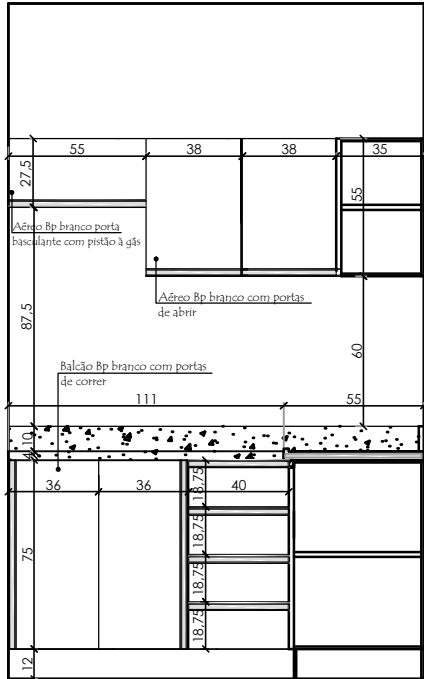 55 38 38 35
27,5
55
Aéreo Bp branco porta
basculante com pistão à gás
87,5
Aéreo Bp branco com portas
de abrir
60
Balcão Bp branco com portas
de correr
111 55
10
4
36 36 40
18,75
18,75
18,75
18,75
75
12